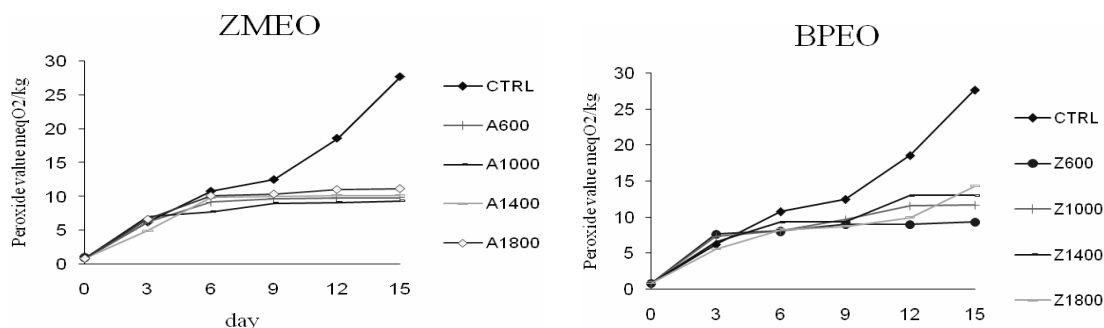 ZMEO
Peroxide value meqO2/kg
30
25
20
15
10
5
0
0 3 6 9 12 15
day
CTRL
A600
A1000
A1400
A1800
BPEO
Peroxide value meqO2/kg
30
25
20
15
10
5
0
0 3 6 9 12 15
CTRL
Z600
Z1000
Z1400
Z1800